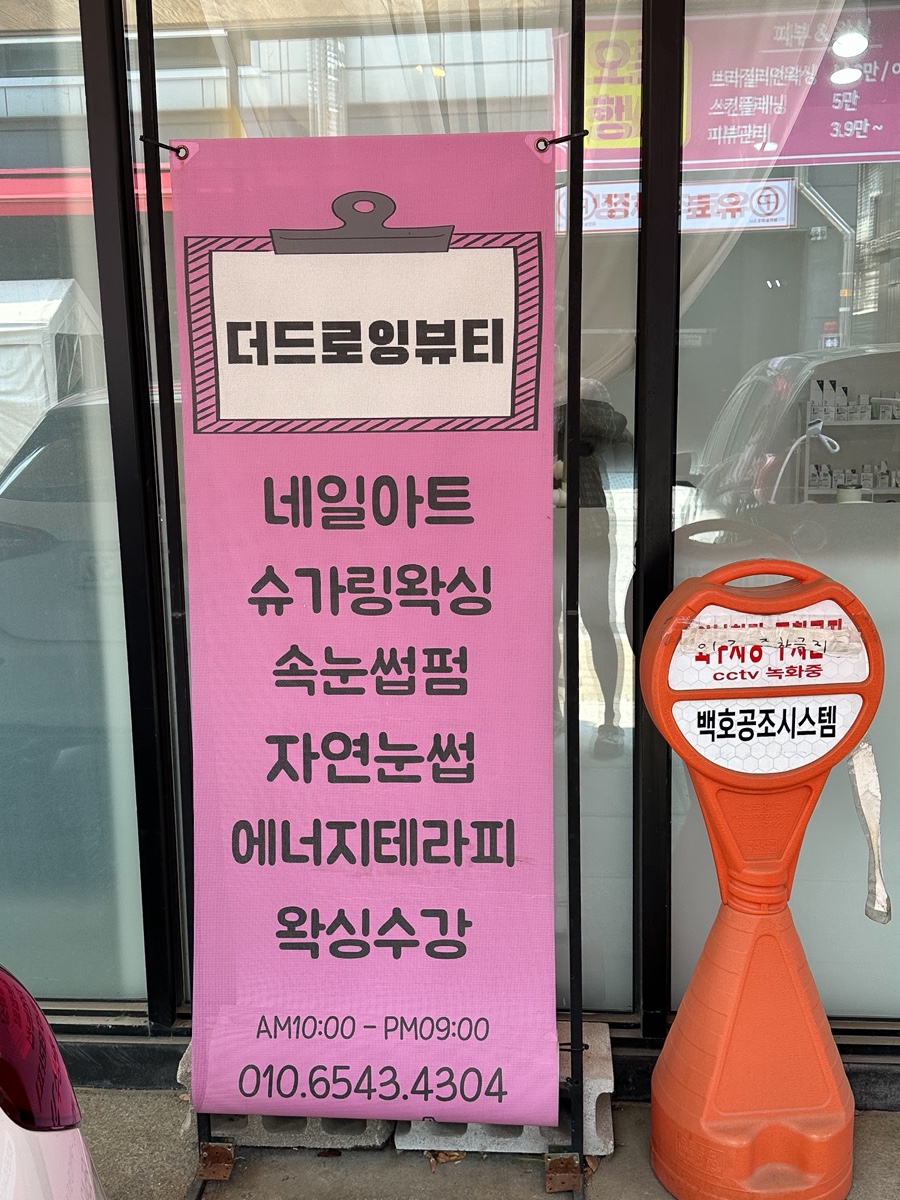 더드로잉뷰티
네일아트
슈가링왁싱
속눈썹펌
자연눈썹
에너지테라피
왁싱수강
AM10:00 - PM09:00
010.6543.4304
피부 &
브라질리언왁싱
스킨플래닝
5만
피부관리
3.9만~
cctv 녹화중
백호공조시스템